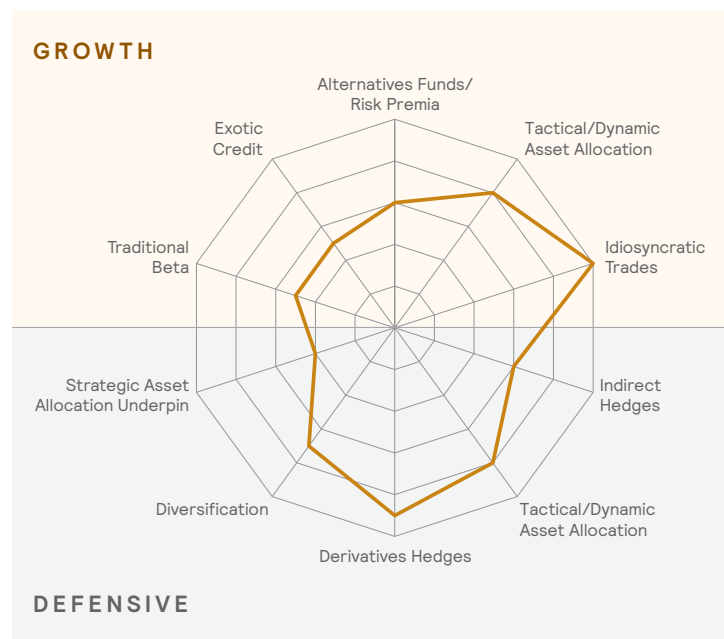 GROWTH
Alternatives Funds/
Risk Premia
Exotic
Credit
Tactical/Dynamic
Asset Allocation
Traditional
Beta
Idiosyncratic
Trades
Strategic Asset
Allocation Underpin
Indirect
Hedges
Diversification
Tactical/Dynamic
Asset Allocation
Derivatives Hedges
DEFENSIVE